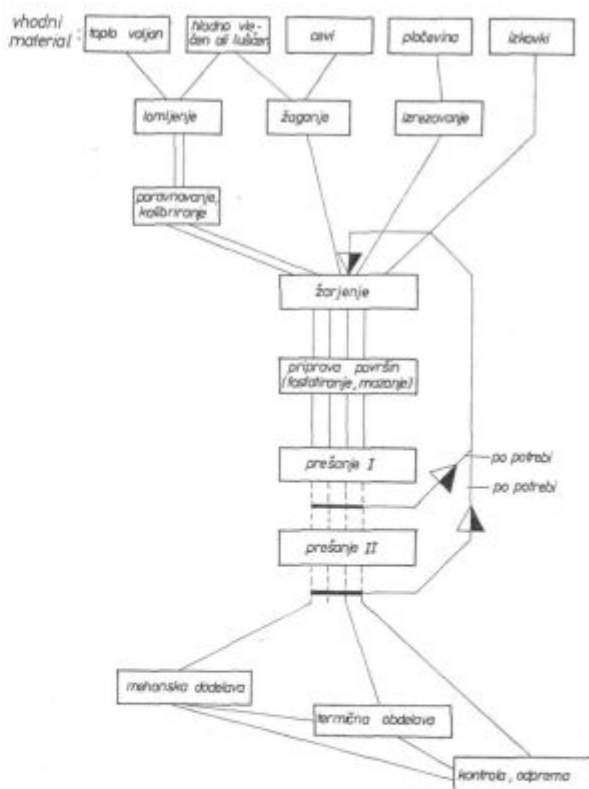 vhodni
material :
toplo valjan
hladno vle-
čen ali luščen
cevi
pločevina
izkovki
lomljenje
žaganje
izrezovanje
poravnavanje,
kalibriranje
žarjenje
priprava površin
(fosfatiranje, mazanje)
prešanje I
po potrebi
po potrebi
prešanje II
mehanska dodelava
termična obdelava
kontrola, odprema